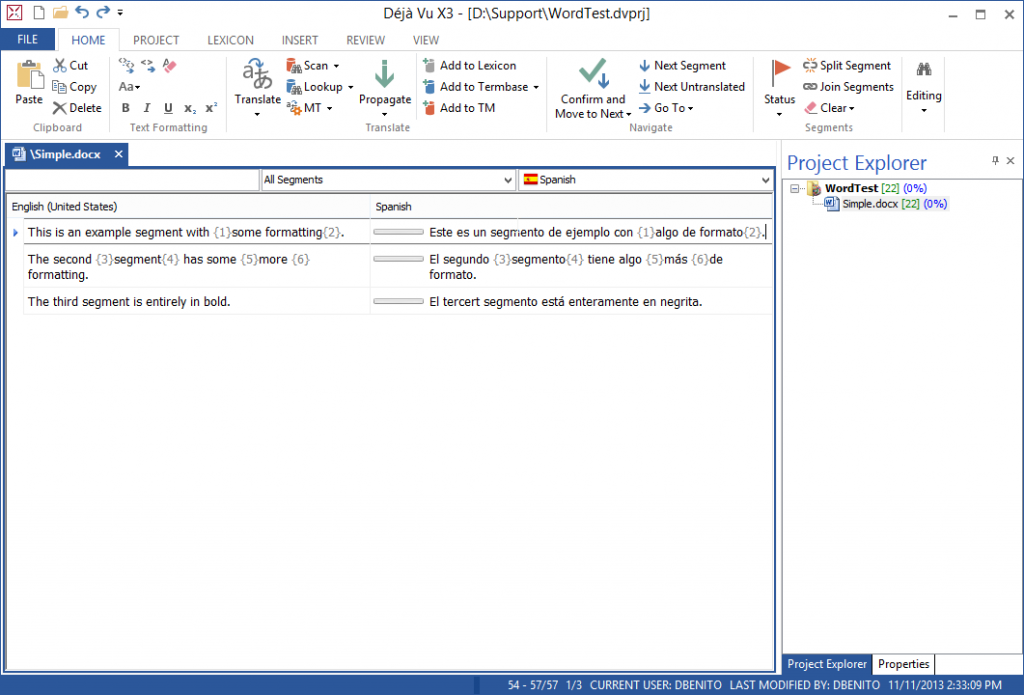 Déjà Vu X3 - [D:\Support\WordTest.dvprj]
FILE HOME PROJECT LEXICON INSERT REVIEW VIEW
Paste
Cut
Copy
Delete
Clipboard
Aa
B I U x₂ x²
Text Formatting
Translate
Scan
Lookup
MT
Propagate
Add to Lexicon
Add to Termbase
Add to TM
Translate
Confirm and
Move to Next
Next Segment
Next Untranslated
Go To
Navigate
Status
Split Segment
Join Segments
Clear
Segments
Editing
\Simple.docx
All Segments
Spanish
English (United States) Spanish
This is an example segment with {1}some formatting{2}.
Este es un segmento de ejemplo con {1}algo de formato{2}.
The second {3}segment{4} has some {5}more {6}
formatting.
El segundo {3}segmento{4} tiene algo {5}más {6}de
formato.
The third segment is entirely in bold.
El tercert segmento está enteramente en negrita.
Project Explorer
WordTest [22] (0%)
Simple.docx [22] (0%)
Project Explorer Properties
54 - 57/57 1/3 CURRENT USER: DBENITO LAST MODIFIED BY: DBENITO 11/11/2013 2:33:09 PM